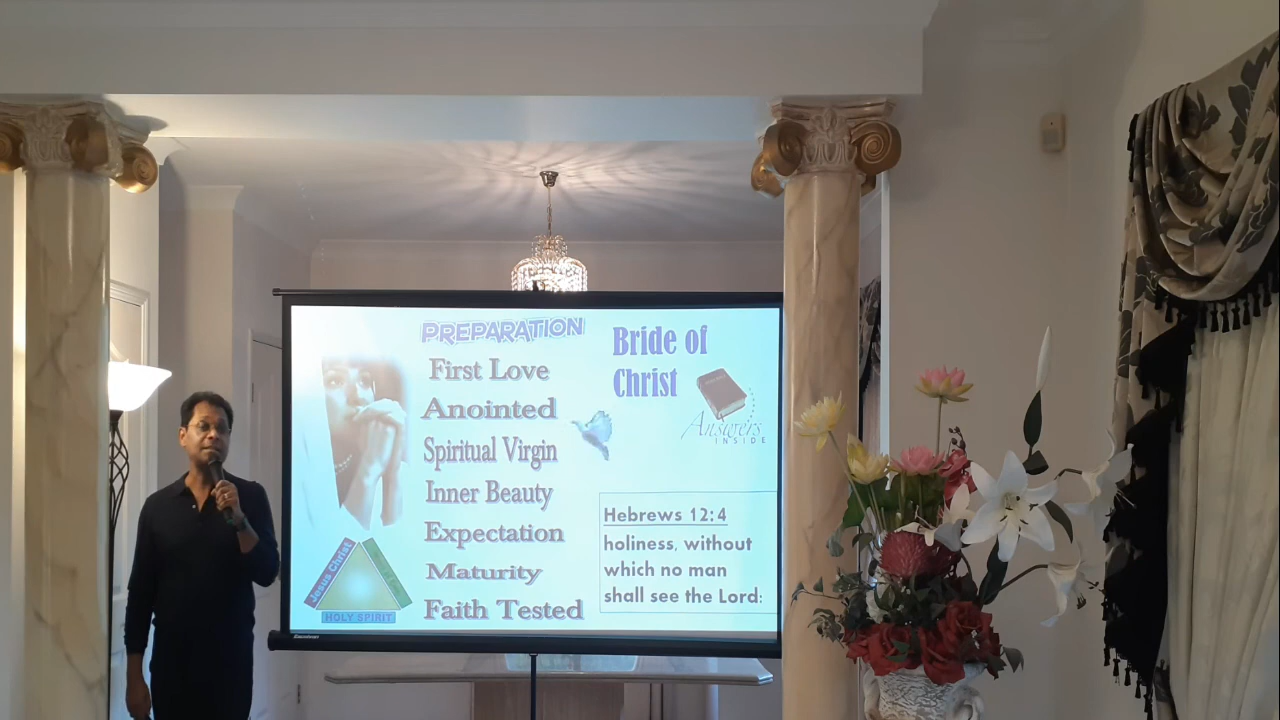 PREPARATION
First Love
Anointed
Spiritual Virgin
Inner Beauty
Expectation
Maturity
Faith Tested
Bride of
Christ
Answers
INSIDE
Hebrews 12:4
holiness, without
which no man
shall see the Lord:
Jesus Christ
HOLY SPIRIT